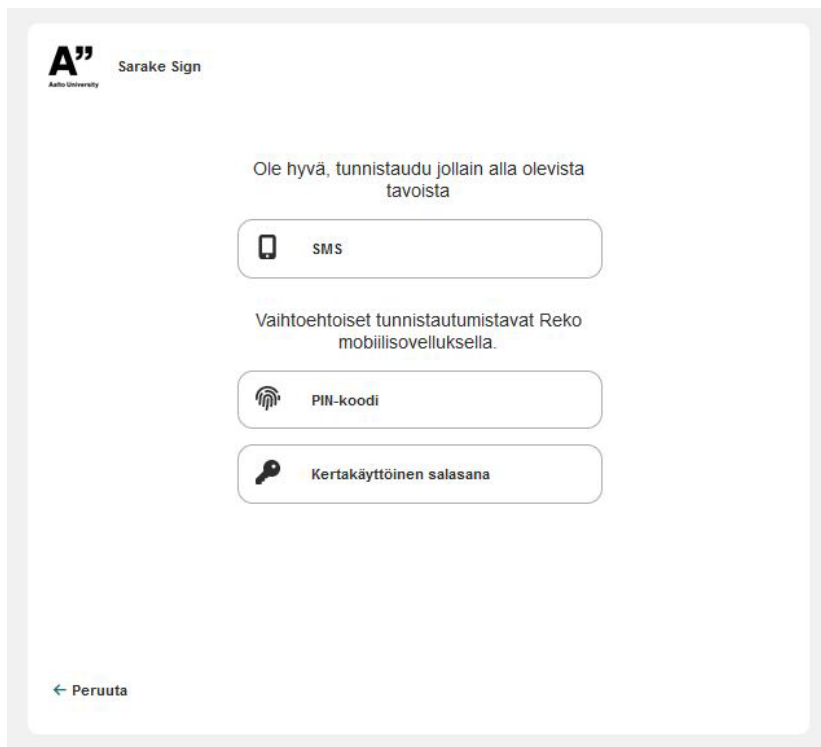 A”
Aalto University
Sarake Sign
Ole hyvä, tunnistaudu jollain alla olevista
tavoista
SMS
Vaihtoehtoiset tunnistautumistavat Reko
mobiilisovelluksella.
PIN-koodi
Kertakäyttöinen salasana
← Peruuta